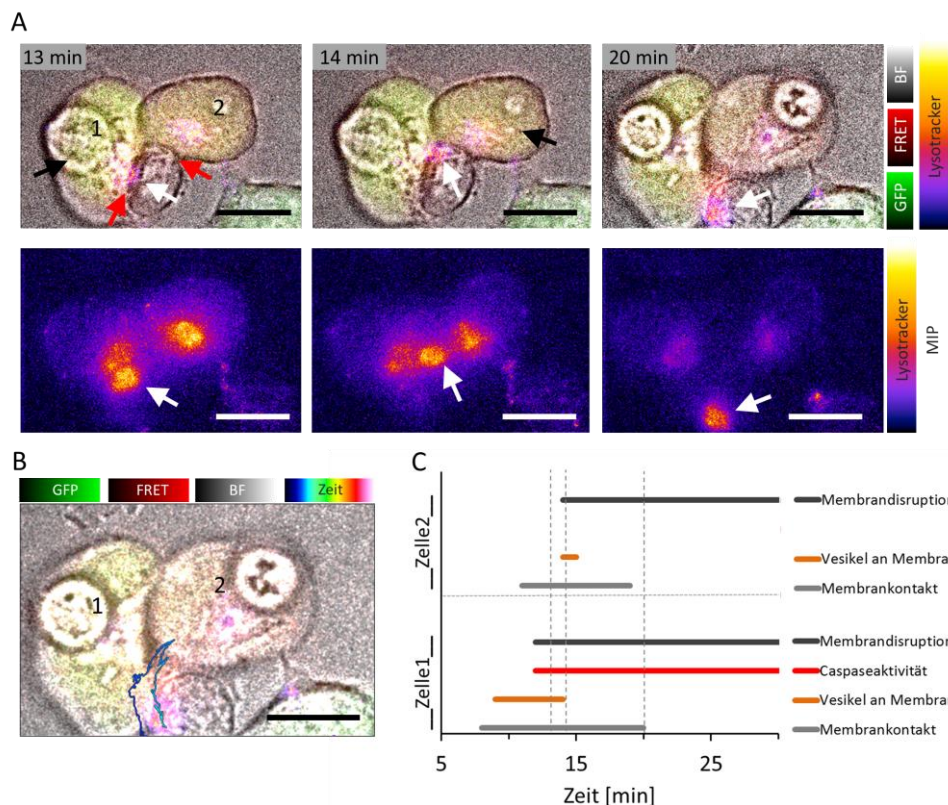 A
13 min
14 min
20 min
1
2
BF
FRET
GFP
Lysotracker
Lysotracker
MIP
B
GFP
FRET
BF
Zeit
1
2
C
Zelle2
Membrandisruption
Vesikel an Membra
Membrankontakt
Zelle1
Membrandisruption
Caspaseaktivität
Vesikel an Membra
Membrankontakt
5
15
25
Zeit [min]